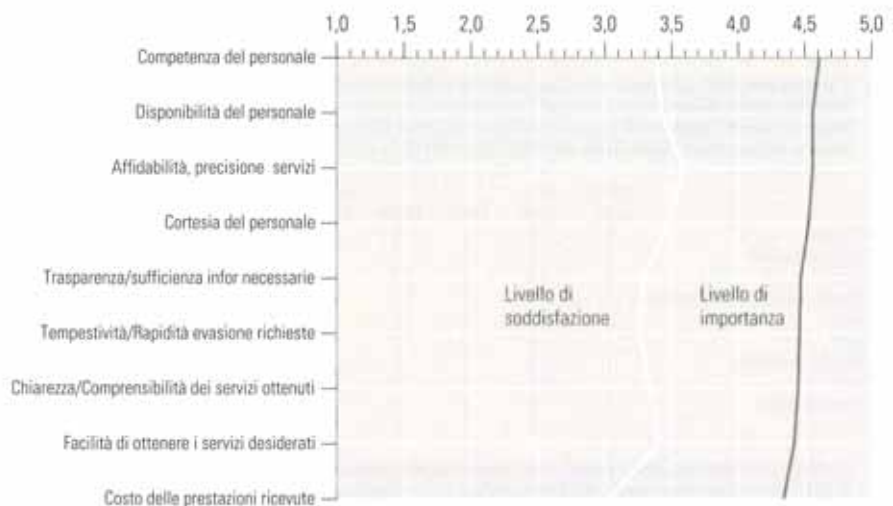 1,0 1,5 2,0 2,5 3,0 3,5 4,0 4,5 5,0
Competenza del personale
Disponibilità del personale
Affidabilità, precisione servizi
Cortesia del personale
Trasparenza/sufficienza infor necessarie
Tempestività/Rapidità evasione richieste
Chiarezza/Comprensibilità dei servizi ottenuti
Facilità di ottenere i servizi desiderati
Costo delle prestazioni ricevute
Livello di
soddisfazione
Livello di
importanza